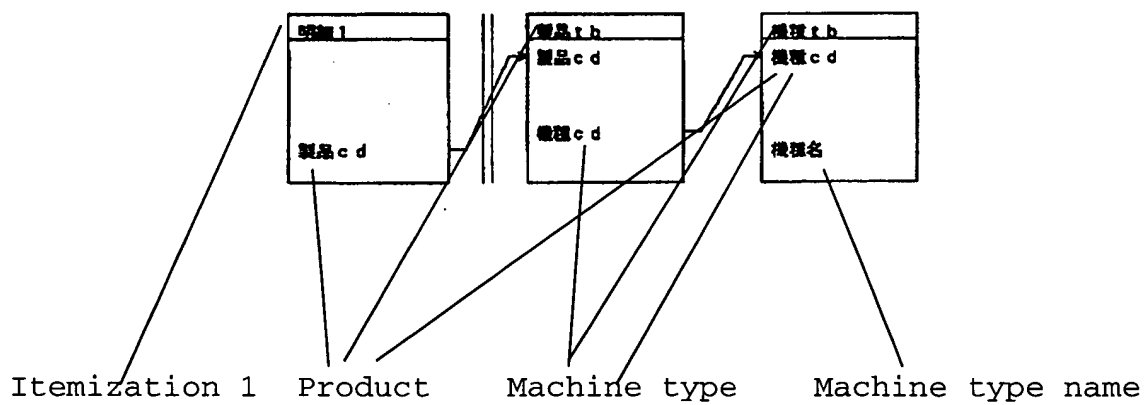 明細1
製品tb
機種tb
製品cd
機種cd
機種cd
製品cd
機種名
Itemization 1 Product Machine type Machine type name